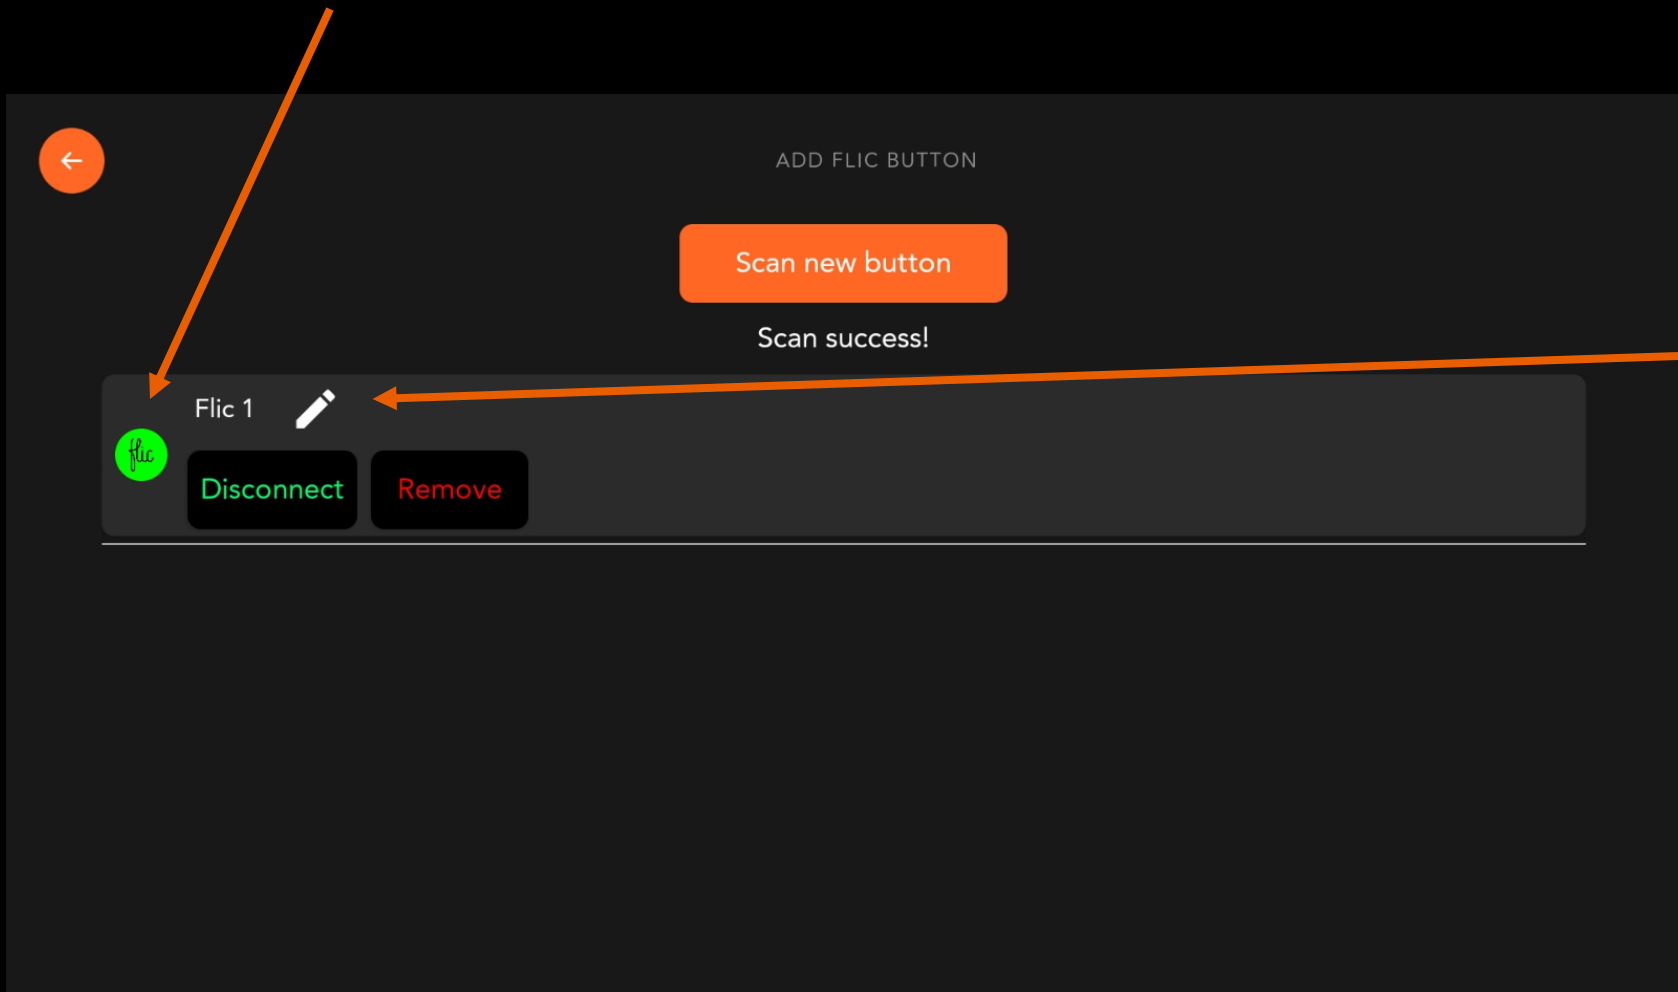 ADD FLIC BUTTON
Scan new button
Scan success!
Flic 1
flic
Disconnect Remove